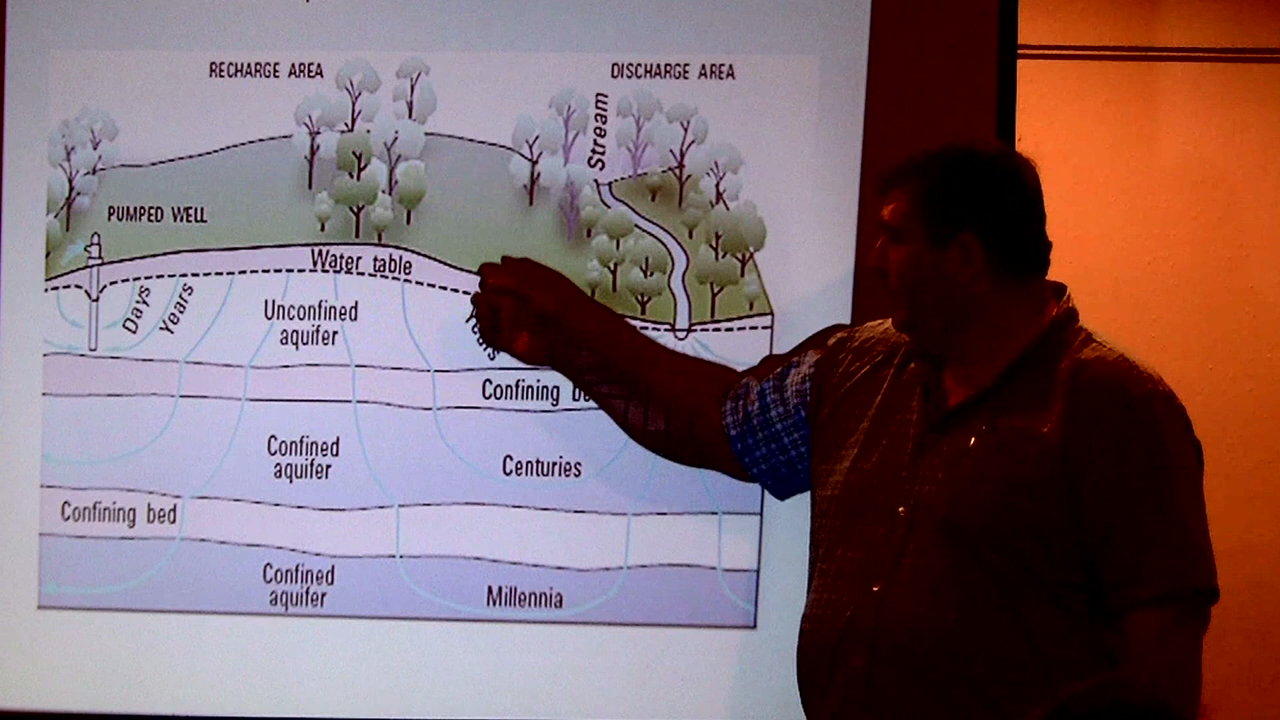 RECHARGE AREA
DISCHARGE AREA
Stream
PUMPED WELL
Water table
Days
Years
Unconfined
aquifer
Years
Confining
Confined
aquifer
Centuries
Confining bed
Confined
aquifer
Millennia